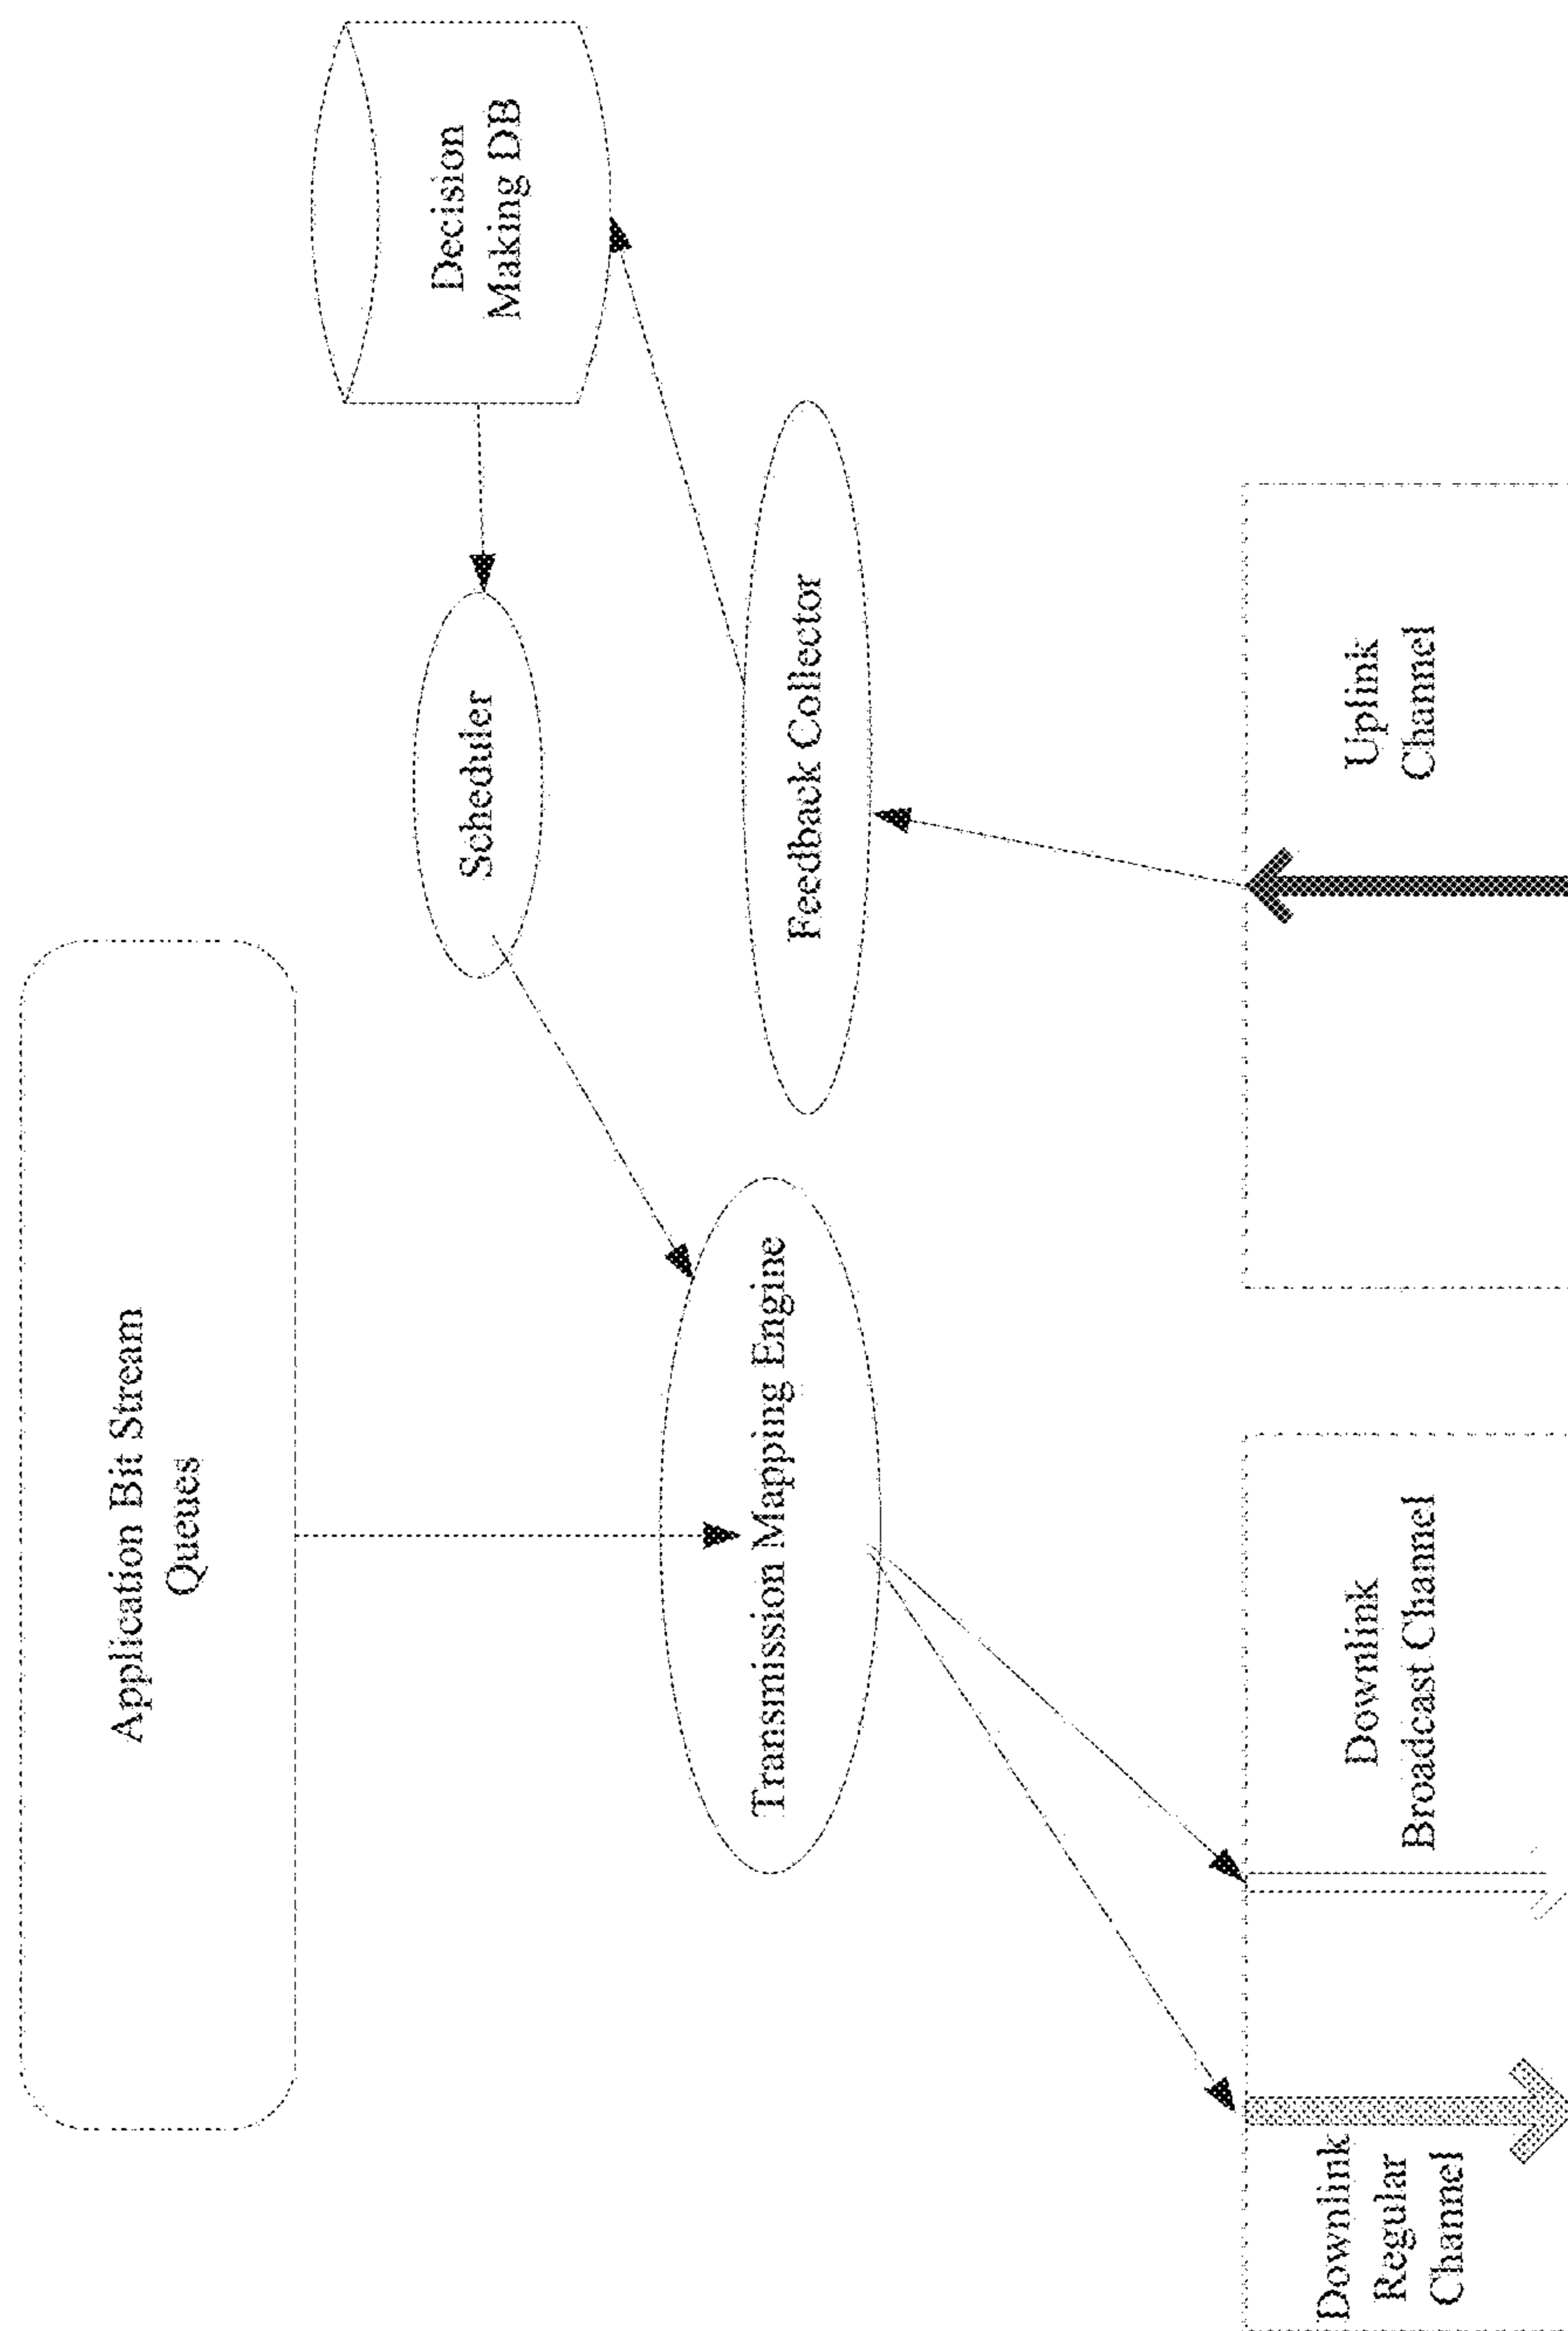 Application Bit Stream
Queues
Decision
Making DB
Scheduler
Transmission Mapping Engine
Feedback Collector
Downlink
Regular
Channel
Downlink
Broadcast Channel
Uplink
Channel